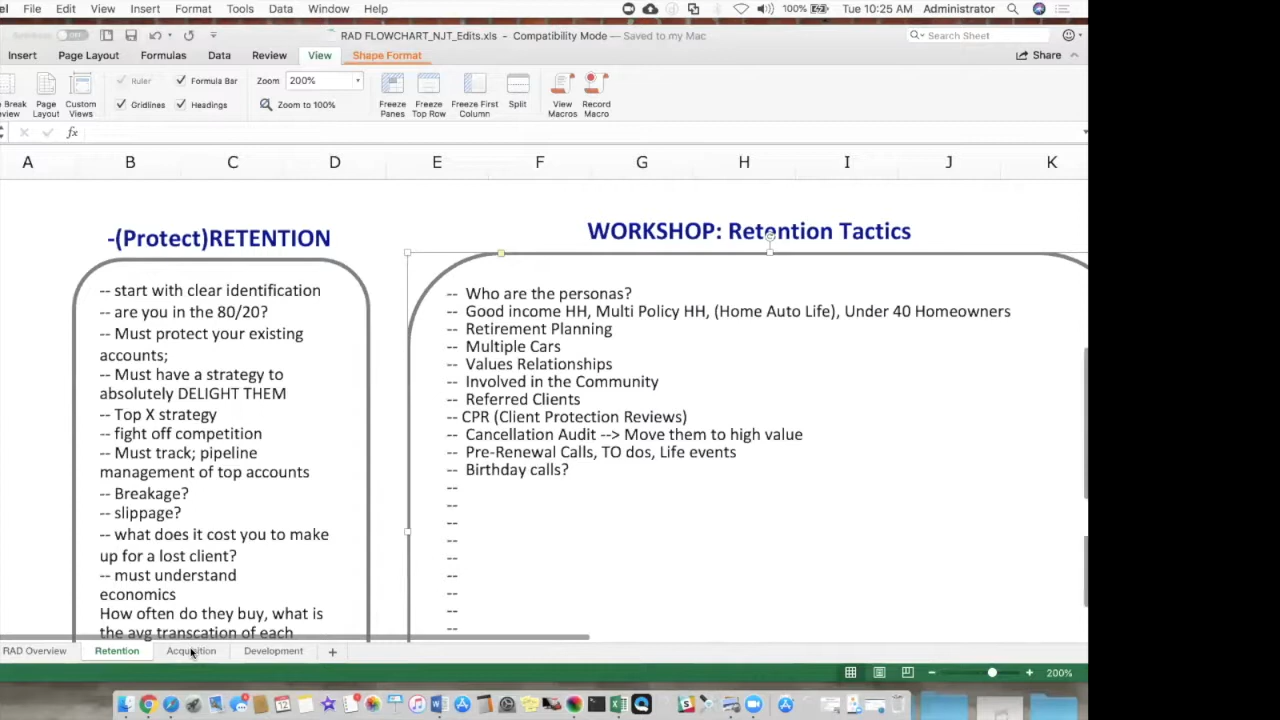 el File Edit View Insert Format Tools Data Window Help 100% Tue 10:25 AM Administrator
RAD FLOWCHART_NJT_Edits.xls - Compatibility Mode — Saved to my Mac
Search Sheet
Insert Page Layout Formulas Data Review View Shape Format Share
Ruler Formula Bar Zoom: 200%
Gridlines Headings Zoom to 100%
Break
Page Layout
Custom Views
Freeze Panes
Freeze Top Row
Freeze First Column
Split
View Macros
Record Macro
fx
A B C D E F G H I J K
-(Protect)RETENTION
-- start with clear identification
-- are you in the 80/20?
-- Must protect your existing
accounts;
-- Must have a strategy to
absolutely DELIGHT THEM
-- Top X strategy
-- fight off competition
-- Must track; pipeline
management of top accounts
-- Breakage?
-- slippage?
-- what does it cost you to make
up for a lost client?
-- must understand
economics
How often do they buy, what is
the avg transcation of each
WORKSHOP: Retention Tactics
-- Who are the personas?
-- Good income HH, Multi Policy HH, (Home Auto Life), Under 40 Homeowners
-- Retirement Planning
-- Multiple Cars
-- Values Relationships
-- Involved in the Community
-- Referred Clients
-- CPR (Client Protection Reviews)
-- Cancellation Audit --> Move them to high value
-- Pre-Renewal Calls, TO dos, Life events
-- Birthday calls?
--
--
--
--
--
--
--
--
--
RAD Overview Retention Acquisition Development +
200%